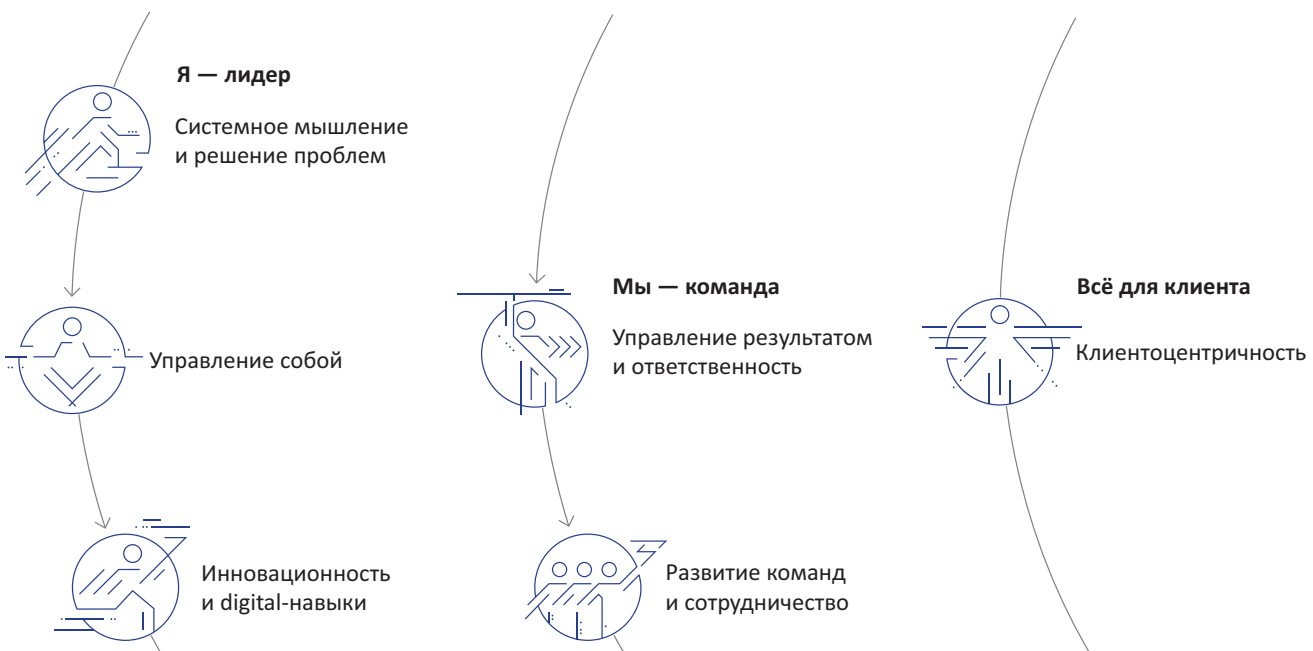 Я — лидер
Системное мышление
и решение проблем
Управление собой
Инновационность
и digital-навыки
Мы — команда
Управление результатом
и ответственность
Развитие команд
и сотрудничество
Всё для клиента
Клиентоцентричность